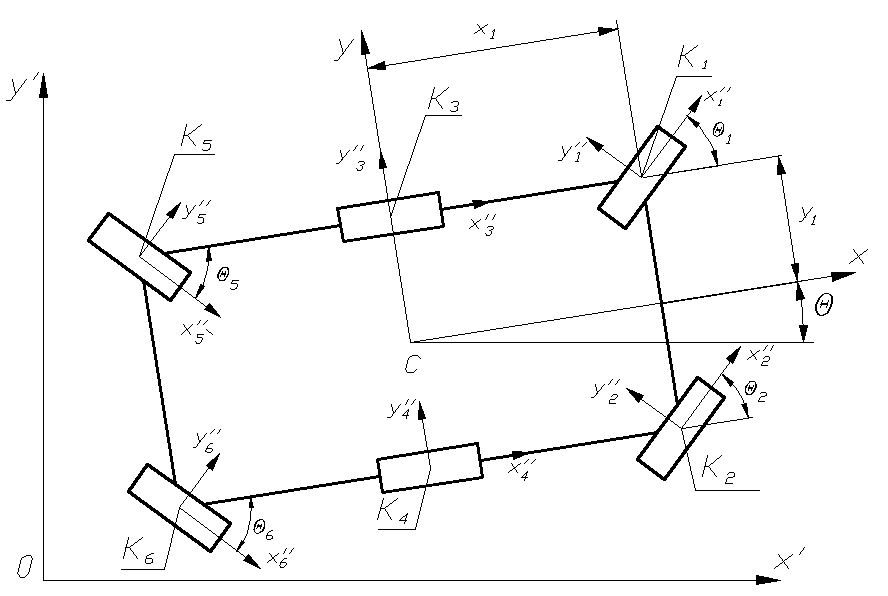 x₁
y
K₁
y′
K₃
x₁″
Θ₁
K₅
y₁″
y₃″
y₅″
x₃″
y₁
x
Θ₅
Θ
x₅″
C
x₂″
Θ₂
y₂″
y₄″
y₆″
x₄″
K₂
K₄
Θ₆
K₆
x₆″
O
x′